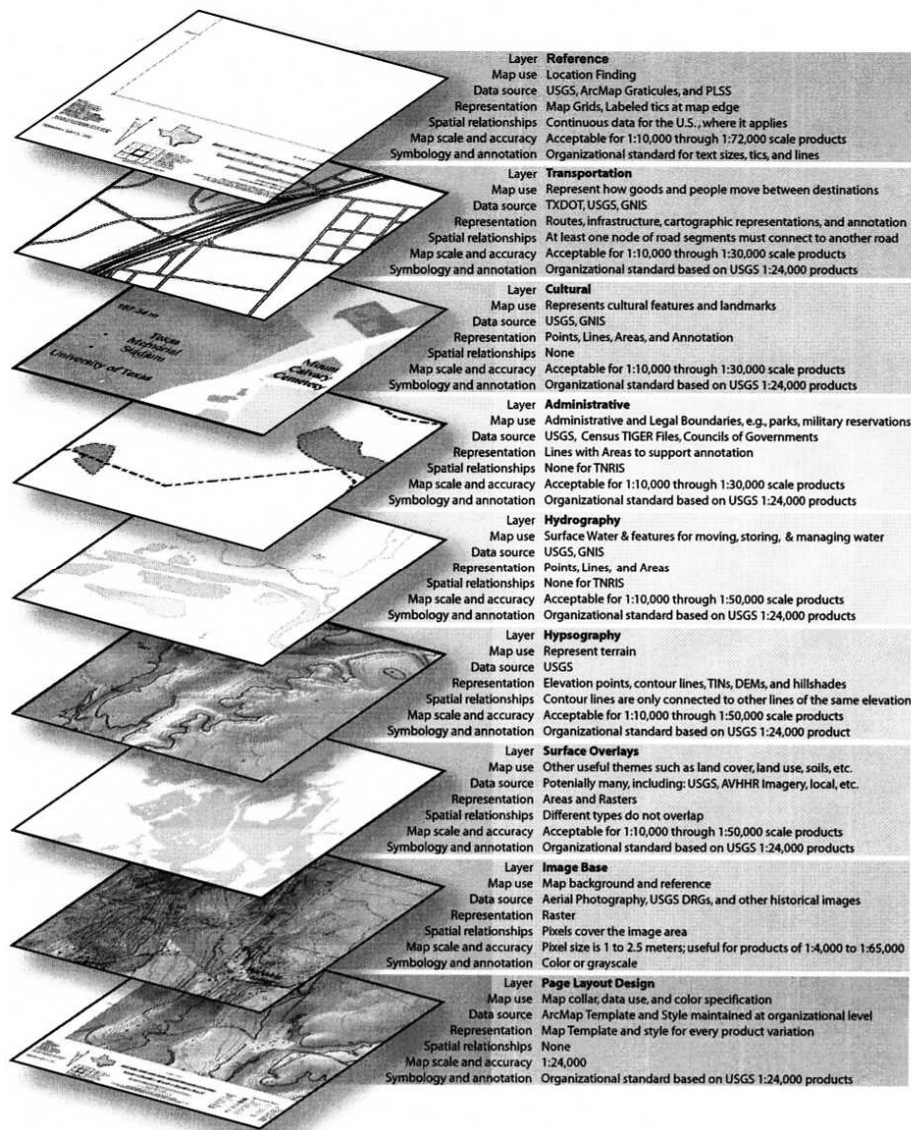 Layer Reference
Map use Location Finding
Data source USGS, ArcMap Graticules, and PLSS
Representation Map Grids, Labeled tics at map edge
Spatial relationships Continuous data for the U.S., where it applies
Map scale and accuracy Acceptable for 1:10,000 through 1:72,000 scale products
Symbology and annotation Organizational standard for text sizes, tics, and lines
Layer Transportation
Map use Represent how goods and people move between destinations
Data source TXDOT, USGS, GNIS
Representation Routes, infrastructure, cartographic representations, and annotation
Spatial relationships At least one node of road segments must connect to another road
Map scale and accuracy Acceptable for 1:10,000 through 1:30,000 scale products
Symbology and annotation Organizational standard based on USGS 1:24,000 products
Texas
Memorial
Stadium
University of Texas
Mount
Calvary
Cemetery
Layer Cultural
Map use Represents cultural features and landmarks
Data source USGS, GNIS
Representation Points, Lines, Areas, and Annotation
Spatial relationships None
Map scale and accuracy Acceptable for 1:10,000 through 1:30,000 scale products
Symbology and annotation Organizational standard based on USGS 1:24,000 products
Layer Administrative
Map use Administrative and Legal Boundaries, e.g., parks, military reservations
Data source USGS, Census TIGER Files, Councils of Governments
Representation Lines with Areas to support annotation
Spatial relationships None for TNRIS
Map scale and accuracy Acceptable for 1:10,000 through 1:30,000 scale products
Symbology and annotation Organizational standard based on USGS 1:24,000 products
Layer Hydrography
Map use Surface Water & features for moving, storing, & managing water
Data source USGS, GNIS
Representation Points, Lines, and Areas
Spatial relationships None for TNRIS
Map scale and accuracy Acceptable for 1:10,000 through 1:50,000 scale products
Symbology and annotation Organizational standard based on USGS 1:24,000 products
Layer Hypsography
Map use Represent terrain
Data source USGS
Representation Elevation points, contour lines, TINs, DEMs, and hillshades
Spatial relationships Contour lines are only connected to other lines of the same elevation
Map scale and accuracy Acceptable for 1:10,000 through 1:50,000 scale products
Symbology and annotation Organizational standard based on USGS 1:24,000 product
Layer Surface Overlays
Map use Other useful themes such as land cover, land use, soils, etc.
Data source Potenially many, including: USGS, AVHHR Imagery, local, etc.
Representation Areas and Rasters
Spatial relationships Different types do not overlap
Map scale and accuracy Acceptable for 1:10,000 through 1:50,000 scale products
Symbology and annotation Organizational standard based on USGS 1:24,000 products
Layer Image Base
Map use Map background and reference
Data source Aerial Photography, USGS DRGs, and other historical images
Representation Raster
Spatial relationships Pixels cover the image area
Map scale and accuracy Pixel size is 1 to 2.5 meters; useful for products of 1:4,000 to 1:65,000
Symbology and annotation Color or grayscale
Layer Page Layout Design
Map use Map collar, data use, and color specification
Data source ArcMap Template and Style maintained at organizational level
Representation Map Template and style for every product variation
Spatial relationships None
Map scale and accuracy 1:24,000
Symbology and annotation Organizational standard based on USGS 1:24,000 products